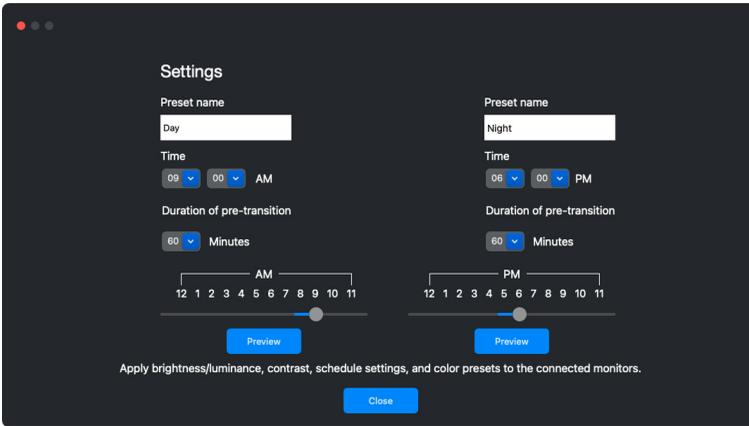 Settings
Preset name Preset name
Day Night
Time Time
09 00 AM 06 00 PM
Duration of pre-transition Duration of pre-transition
60 Minutes 60 Minutes
AM PM
12 1 2 3 4 5 6 7 8 9 10 11 12 1 2 3 4 5 6 7 8 9 10 11
Preview Preview
Apply brightness/luminance, contrast, schedule settings, and color presets to the connected monitors.
Close